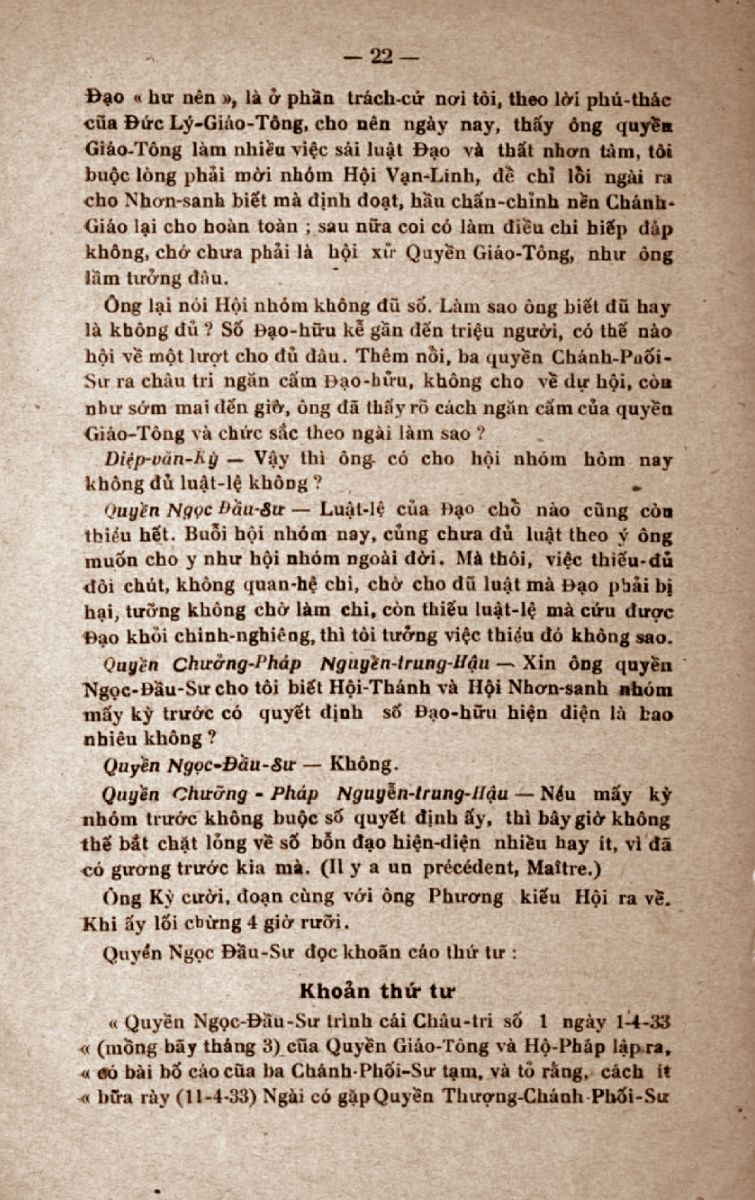 — 22 —
Đạo « hư nên », là ở phần trách-cứ nơi tôi, theo lời phú-thác
của Đức Lý-Giáo-Tông, cho nên ngày nay, thấy ông quyền
Giáo-Tông làm nhiều việc sái luật Đạo và thất nhơn tâm, tôi
buộc lòng phải mời nhóm Hội Vạn-Linh, để chỉ lỗi ngài ra
cho Nhơn-sanh biết mà định đoạt, hầu chấn-chỉnh nền Chánh-
Giáo lại cho hoàn toàn ; sau nữa coi có làm điều chi hiếp đáp
không, chớ chưa phải là hội xử Quyền Giáo-Tông, như ông
lầm tưởng đâu.
Ông lại nói Hội nhóm không đũ số. Làm sao ông biết đũ hay
là không đủ ? Số Đạo-hữu kể gần đến triệu người, có thế nào
hội về một lượt cho đủ đâu. Thêm nỗi, ba quyền Chánh-Phối-
Sư ra châu tri ngăn cấm Đạo-hữu, không cho về dự hội, còn
như sớm mai đến giờ, ông đã thấy rõ cách ngăn cấm của quyền
Giáo-Tông và chức sắc theo ngài làm sao ?
Diệp-văn-Kỳ — Vậy thì ông có cho hội nhóm hôm nay
không đủ luật-lệ không ?
Quyền Ngọc Đầu-Sư — Luật-lệ của Đạo chỗ nào cũng còn
thiếu hết. Buổi hội nhóm nay, củng chưa đủ luật theo ý ông
muốn cho y như hội nhóm ngoài đời. Mà thôi, việc thiếu-đủ
đôi chút, không quan-hệ chi, chờ cho đũ luật mà Đạo phải bị
hại, tưởng không chờ làm chi, còn thiếu luật-lệ mà cứu được
Đạo khỏi chinh-nghiêng, thì tôi tưởng việc thiếu đó không sao.
Quyền Chưởng-Pháp Nguyễn-trung-Hậu — Xin ông quyền
Ngọc-Đầu-Sư cho tôi biết Hội-Thánh và Hội Nhơn-sanh nhóm
mấy kỳ trước có quyết định số Đạo-hữu hiện diện là bao
nhiêu không ?
Quyền Ngọc-Đầu-Sư — Không.
Quyền Chưởng - Pháp Nguyễn-trung-Hậu — Nếu mấy kỳ
nhóm trước không buộc số quyết định ấy, thì bây giờ không
thế bắt chặt lỏng về số bổn đạo hiện-diện nhiều hay ít, vì đã
có gương trước kia mà. (Il y a un précédent, Maître.)
Ông Kỳ cười, đoạn cùng với ông Phương kiếu Hội ra về.
Khi ấy lối chừng 4 giờ rưỡi.
Quyền Ngọc Đầu-Sư đọc khoãn cáo thứ tư :
Khoản thứ tư
« Quyền Ngọc-Đầu-Sư trình cái Châu-tri số 1 ngày 1-4-33
« (mồng bãy tháng 3) của Quyền Giáo-Tông và Hộ-Pháp lập ra,
« có bài bố cáo của ba Chánh-Phối-Sư tạm, và tỏ rằng, cách ít
« bữa rày (11-4-33) Ngài có gặp Quyền Thượng-Chánh-Phối-Sư